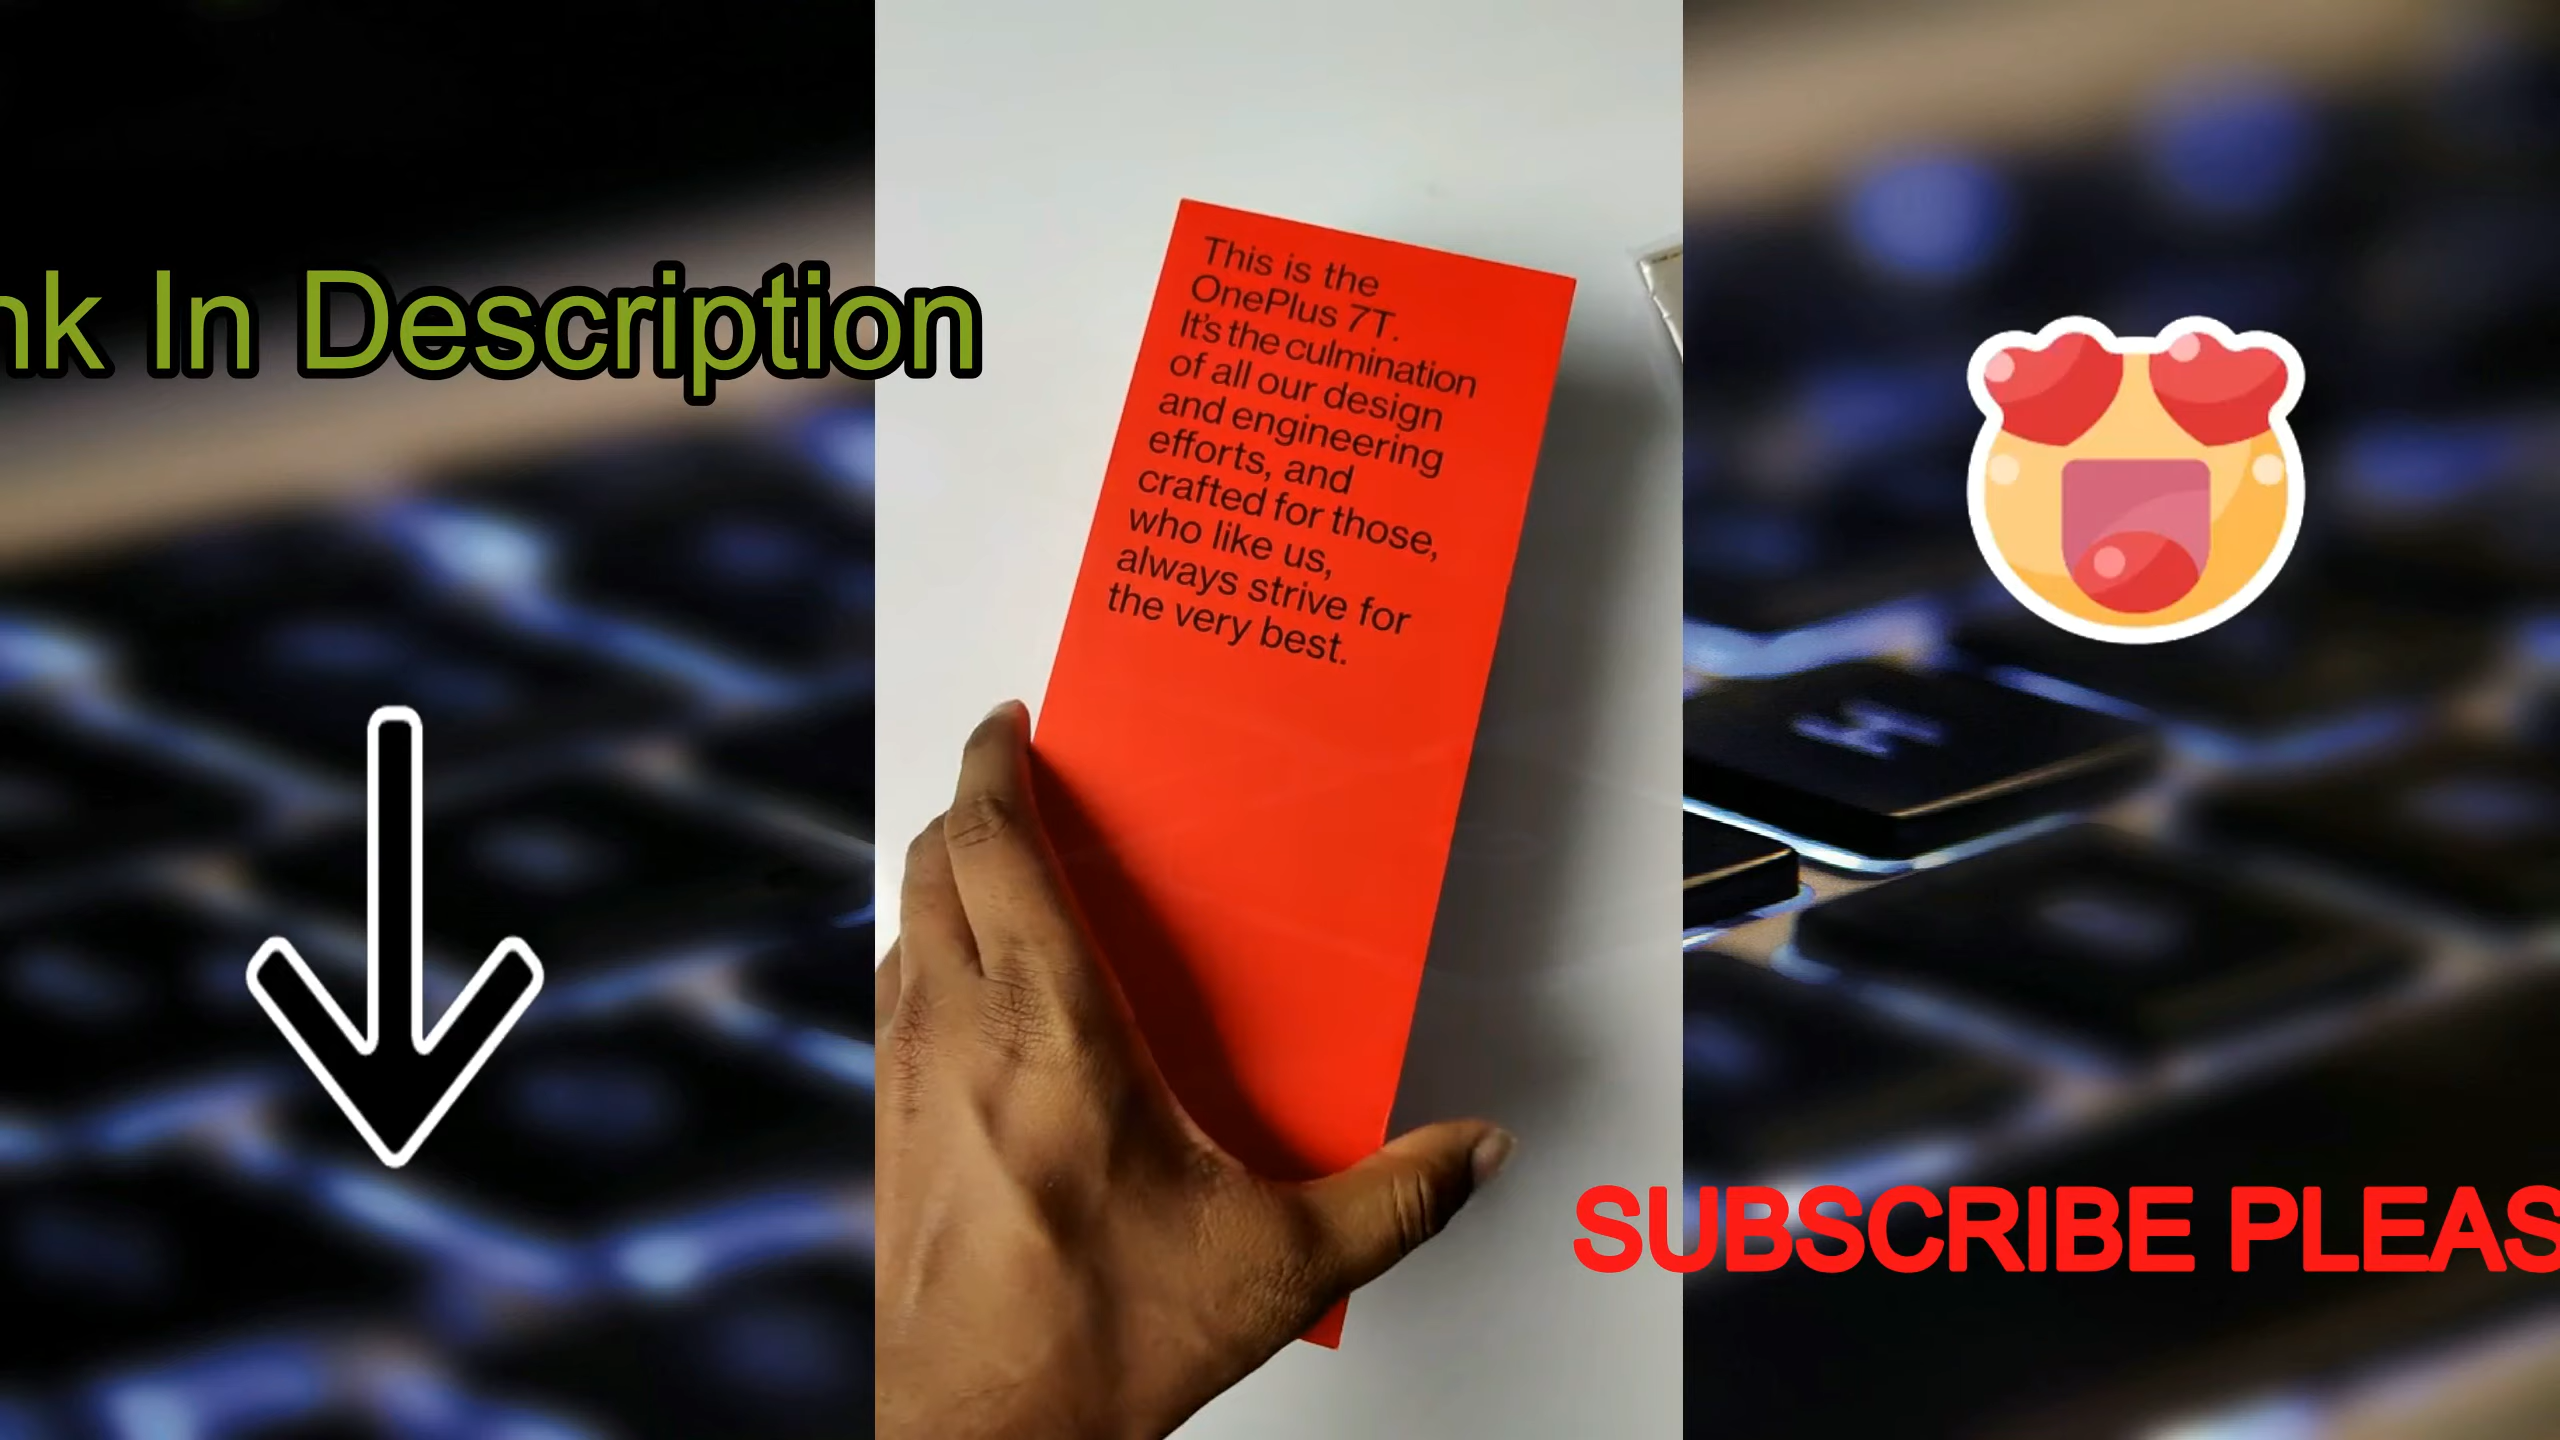 nk In Description
This is the
OnePlus 7T.
It's the culmination
of all our design
and engineering
efforts, and
crafted for those,
who like us,
always strive for
the very best.
SUBSCRIBE PLEAS